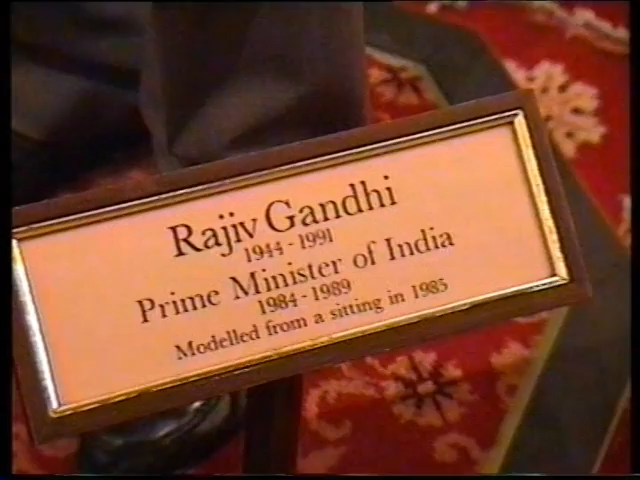 Rajiv Gandhi
1944 - 1991
Prime Minister of India
1984 - 1989
Modelled from a sitting in 1985